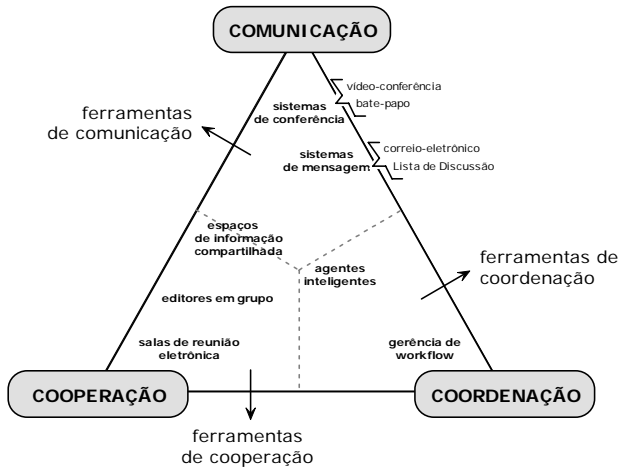 COMUNICAÇÃO
vídeo-conferência
bate-papo
sistemas
de conferência
ferramentas
de comunicação
correio-eletrônico
Lista de Discussão
sistemas
de mensagem
espaços
de informação
compartilhada
agentes
inteligentes
ferramentas de
coordenação
editores em grupo
salas de reunião
eletrônica
gerência de
workflow
COOPERAÇÃO
COORDENAÇÃO
ferramentas
de cooperação